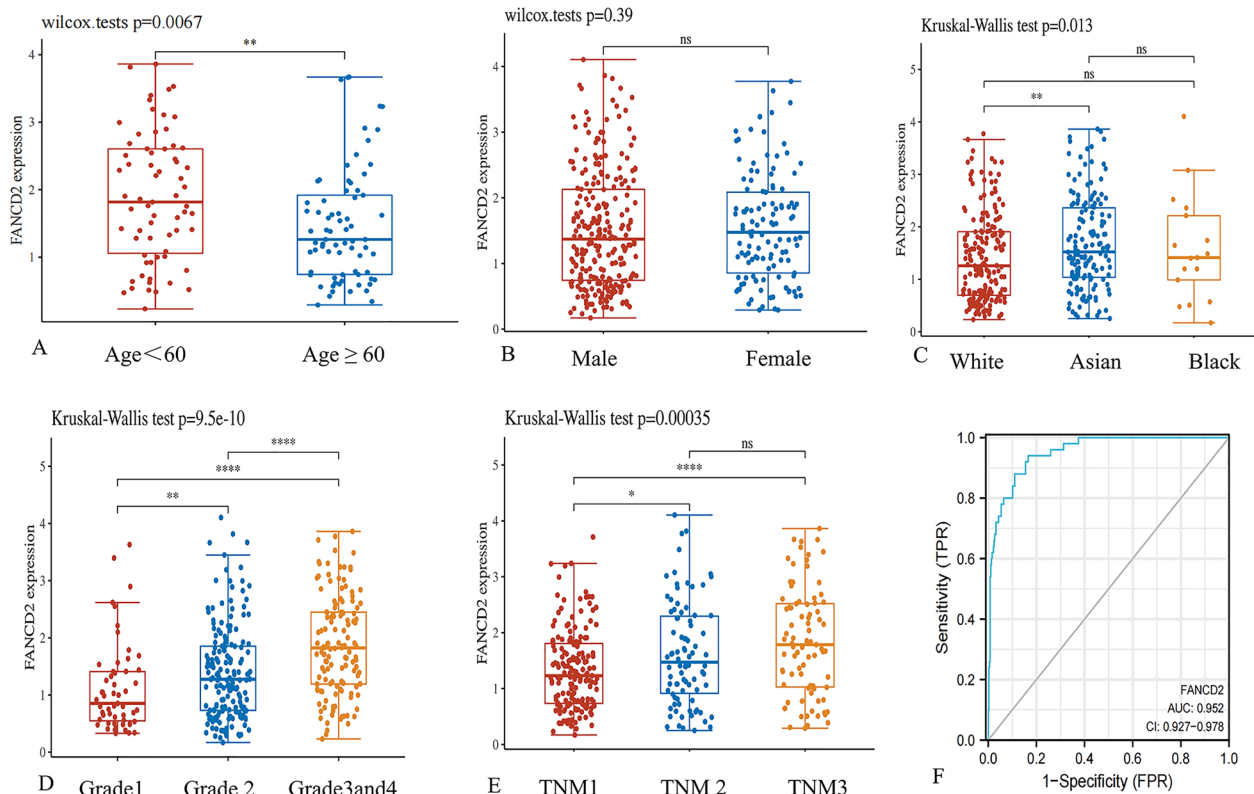 wilcox.tests p=0.0067
**
FANCD2 expression
4
3
2
1
A
Age<60
Age ≥ 60
wilcox.tests p=0.39
ns
FANCD2 expression
4
3
2
1
0
B
Male
Female
Kruskal-Wallis test p=0.013
ns
ns
**
FANCD2 expression
5
4
3
2
1
0
C
White
Asian
Black
Kruskal-Wallis test p=9.5e-10
****
****
**
FANCD2 expression
5
4
3
2
1
0
D
Grade1
Grade 2
Grade3and4
Kruskal-Wallis test p=0.00035
ns
****
*
FANCD2 expression
5
4
3
2
1
0
E
TNM1
TNM 2
TNM3
Sensitivity (TPR)
1.0
0.8
0.6
0.4
0.2
0.0
FANCD2
AUC: 0.952
CI: 0.927-0.978
0.0 0.2 0.4 0.6 0.8 1.0
F
1-Specificity (FPR)